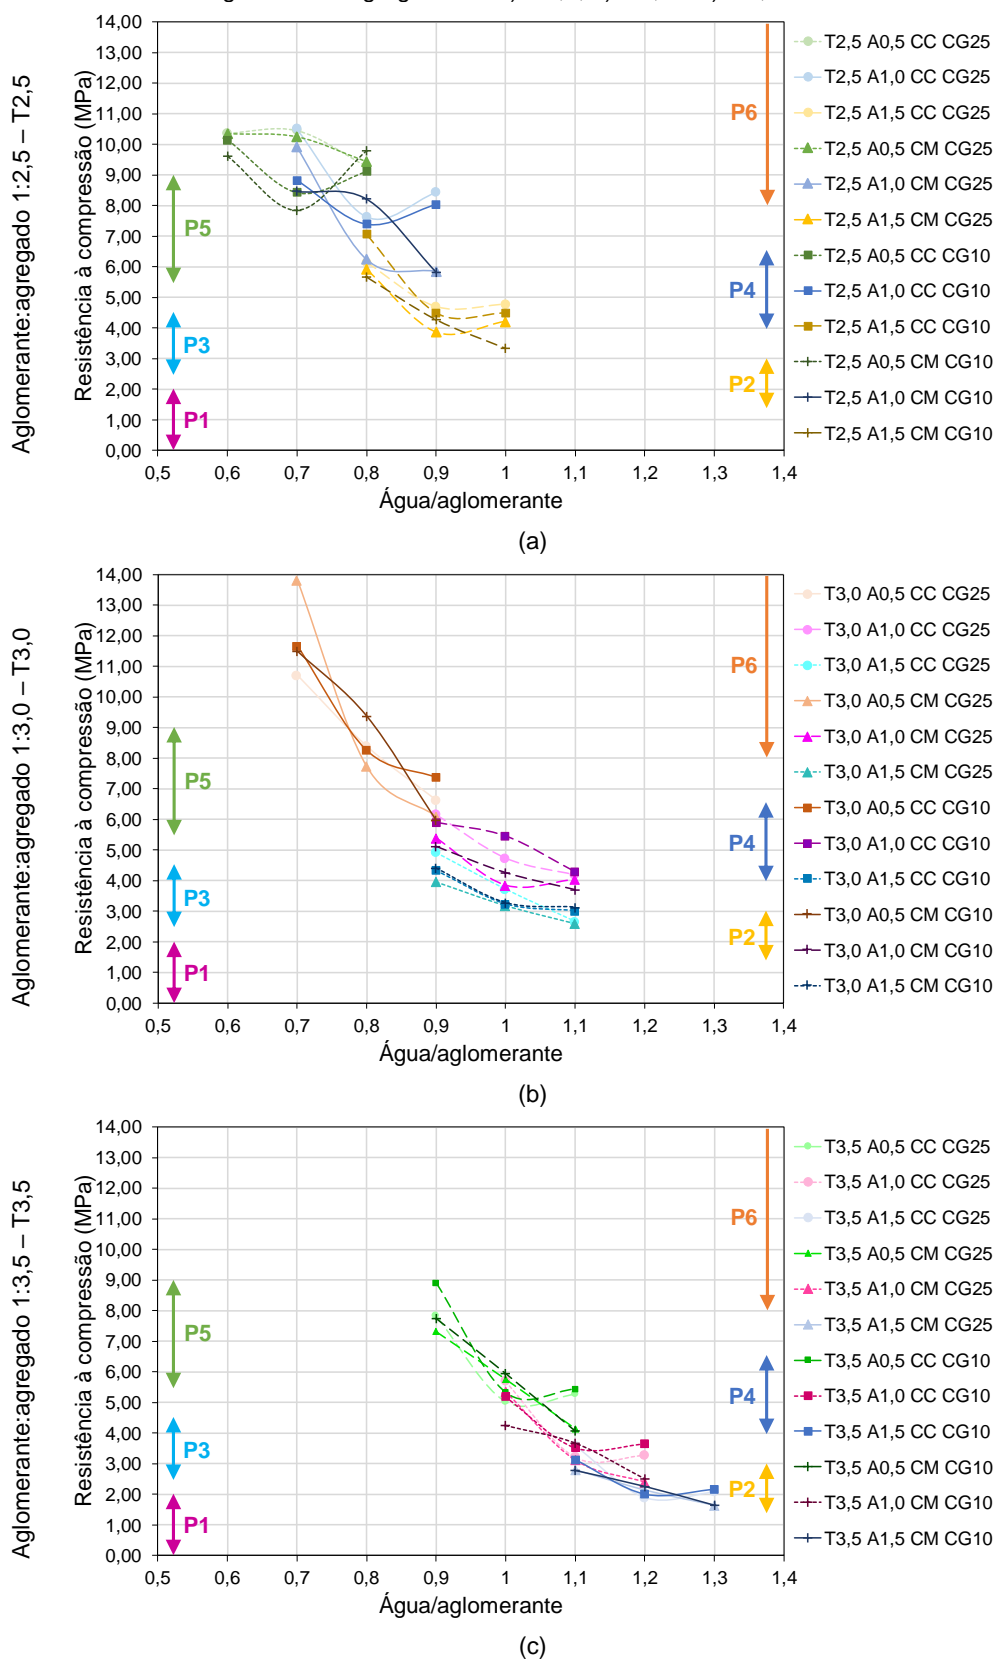 Aglomerante:agregado 1:2,5 – T2,5
Resistência à compressão (MPa)
14,00
13,00
12,00
11,00
10,00
9,00
8,00
7,00
6,00
5,00
4,00
3,00
2,00
1,00
0,00
P5
P3
P1
P6
P4
P2
0,5 0,6 0,7 0,8 0,9 1 1,1 1,2 1,3 1,4
Água/aglomerante
T2,5 A0,5 CC CG25
T2,5 A1,0 CC CG25
T2,5 A1,5 CC CG25
T2,5 A0,5 CM CG25
T2,5 A1,0 CM CG25
T2,5 A1,5 CM CG25
T2,5 A0,5 CC CG10
T2,5 A1,0 CC CG10
T2,5 A1,5 CC CG10
T2,5 A0,5 CM CG10
T2,5 A1,0 CM CG10
T2,5 A1,5 CM CG10
(a)
Aglomerante:agregado 1:3,0 – T3,0
Resistência à compressão (MPa)
14,00
13,00
12,00
11,00
10,00
9,00
8,00
7,00
6,00
5,00
4,00
3,00
2,00
1,00
0,00
P5
P3
P1
P6
P4
P2
0,5 0,6 0,7 0,8 0,9 1 1,1 1,2 1,3 1,4
Água/aglomerante
T3,0 A0,5 CC CG25
T3,0 A1,0 CC CG25
T3,0 A1,5 CC CG25
T3,0 A0,5 CM CG25
T3,0 A1,0 CM CG25
T3,0 A1,5 CM CG25
T3,0 A0,5 CC CG10
T3,0 A1,0 CC CG10
T3,0 A1,5 CC CG10
T3,0 A0,5 CM CG10
T3,0 A1,0 CM CG10
T3,0 A1,5 CM CG10
(b)
Aglomerante:agregado 1:3,5 – T3,5
Resistência à compressão (MPa)
14,00
13,00
12,00
11,00
10,00
9,00
8,00
7,00
6,00
5,00
4,00
3,00
2,00
1,00
0,00
P5
P3
P1
P6
P4
P2
0,5 0,6 0,7 0,8 0,9 1 1,1 1,2 1,3 1,4
Água/aglomerante
T3,5 A0,5 CC CG25
T3,5 A1,0 CC CG25
T3,5 A1,5 CC CG25
T3,5 A0,5 CM CG25
T3,5 A1,0 CM CG25
T3,5 A1,5 CM CG25
T3,5 A0,5 CC CG10
T3,5 A1,0 CC CG10
T3,5 A1,5 CC CG10
T3,5 A0,5 CM CG10
T3,5 A1,0 CM CG10
T3,5 A1,5 CM CG10
(c)